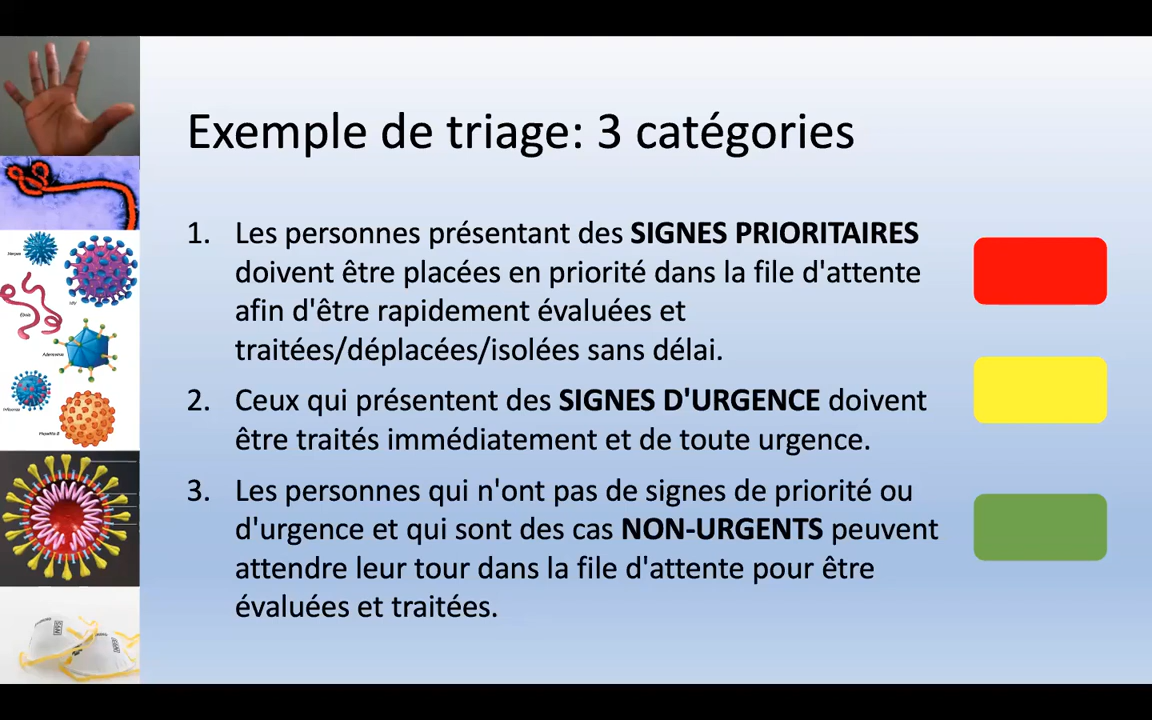 Exemple de triage: 3 catégories
1. Les personnes présentant des SIGNES PRIORITAIRES
doivent être placées en priorité dans la file d'attente
afin d'être rapidement évaluées et
traitées/déplacées/isolées sans délai.
2. Ceux qui présentent des SIGNES D'URGENCE doivent
être traités immédiatement et de toute urgence.
3. Les personnes qui n'ont pas de signes de priorité ou
d'urgence et qui sont des cas NON-URGENTS peuvent
attendre leur tour dans la file d'attente pour être
évaluées et traitées.